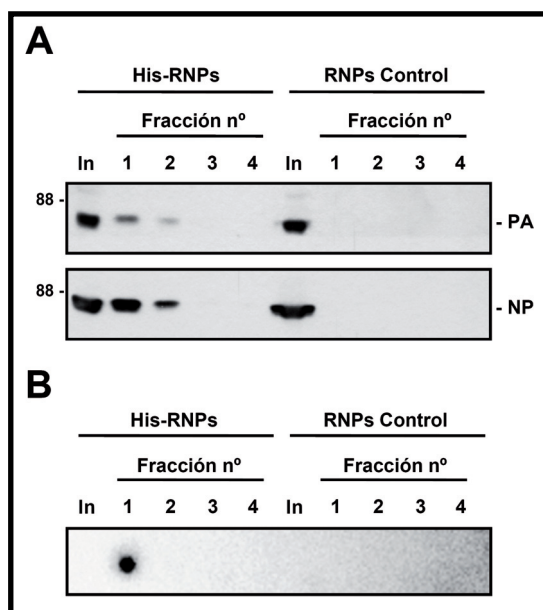 A
His-RNPs RNPs Control
Fracción nº Fracción nº
In 1 2 3 4 In 1 2 3 4
88 - - PA
88 - - NP
B
His-RNPs RNPs Control
Fracción nº Fracción nº
In 1 2 3 4 In 1 2 3 4